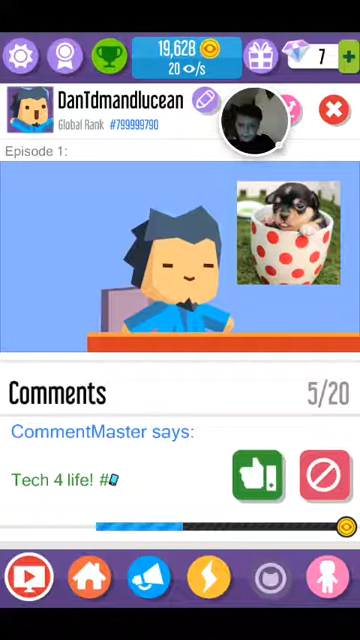 19,628
20 /s
7
DanTdmandlucean
Global Rank #799999790
Episode 1:
Comments 5/20
CommentMaster says:
Tech 4 life! #📱